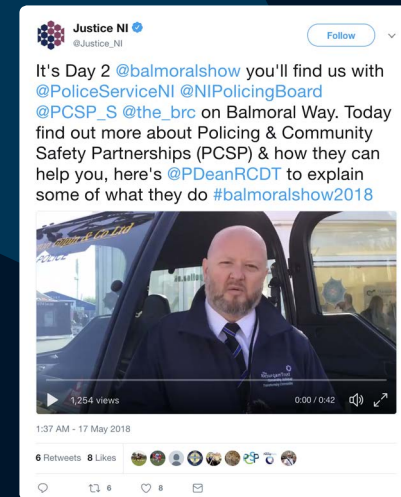 Justice NI
@Justice_NI
Follow
It's Day 2 @balmoralshow you'll find us with
@PoliceServiceNI @NIPolicingBoard
@PCSP_S @the_brc on Balmoral Way. Today
find out more about Policing & Community
Safety Partnerships (PCSP) & how they can
help you, here's @PDeanRCDT to explain
some of what they do #balmoralshow2018
1,254 views
0:00 / 0:42
1:37 AM - 17 May 2018
6 Retweets 8 Likes
6
8